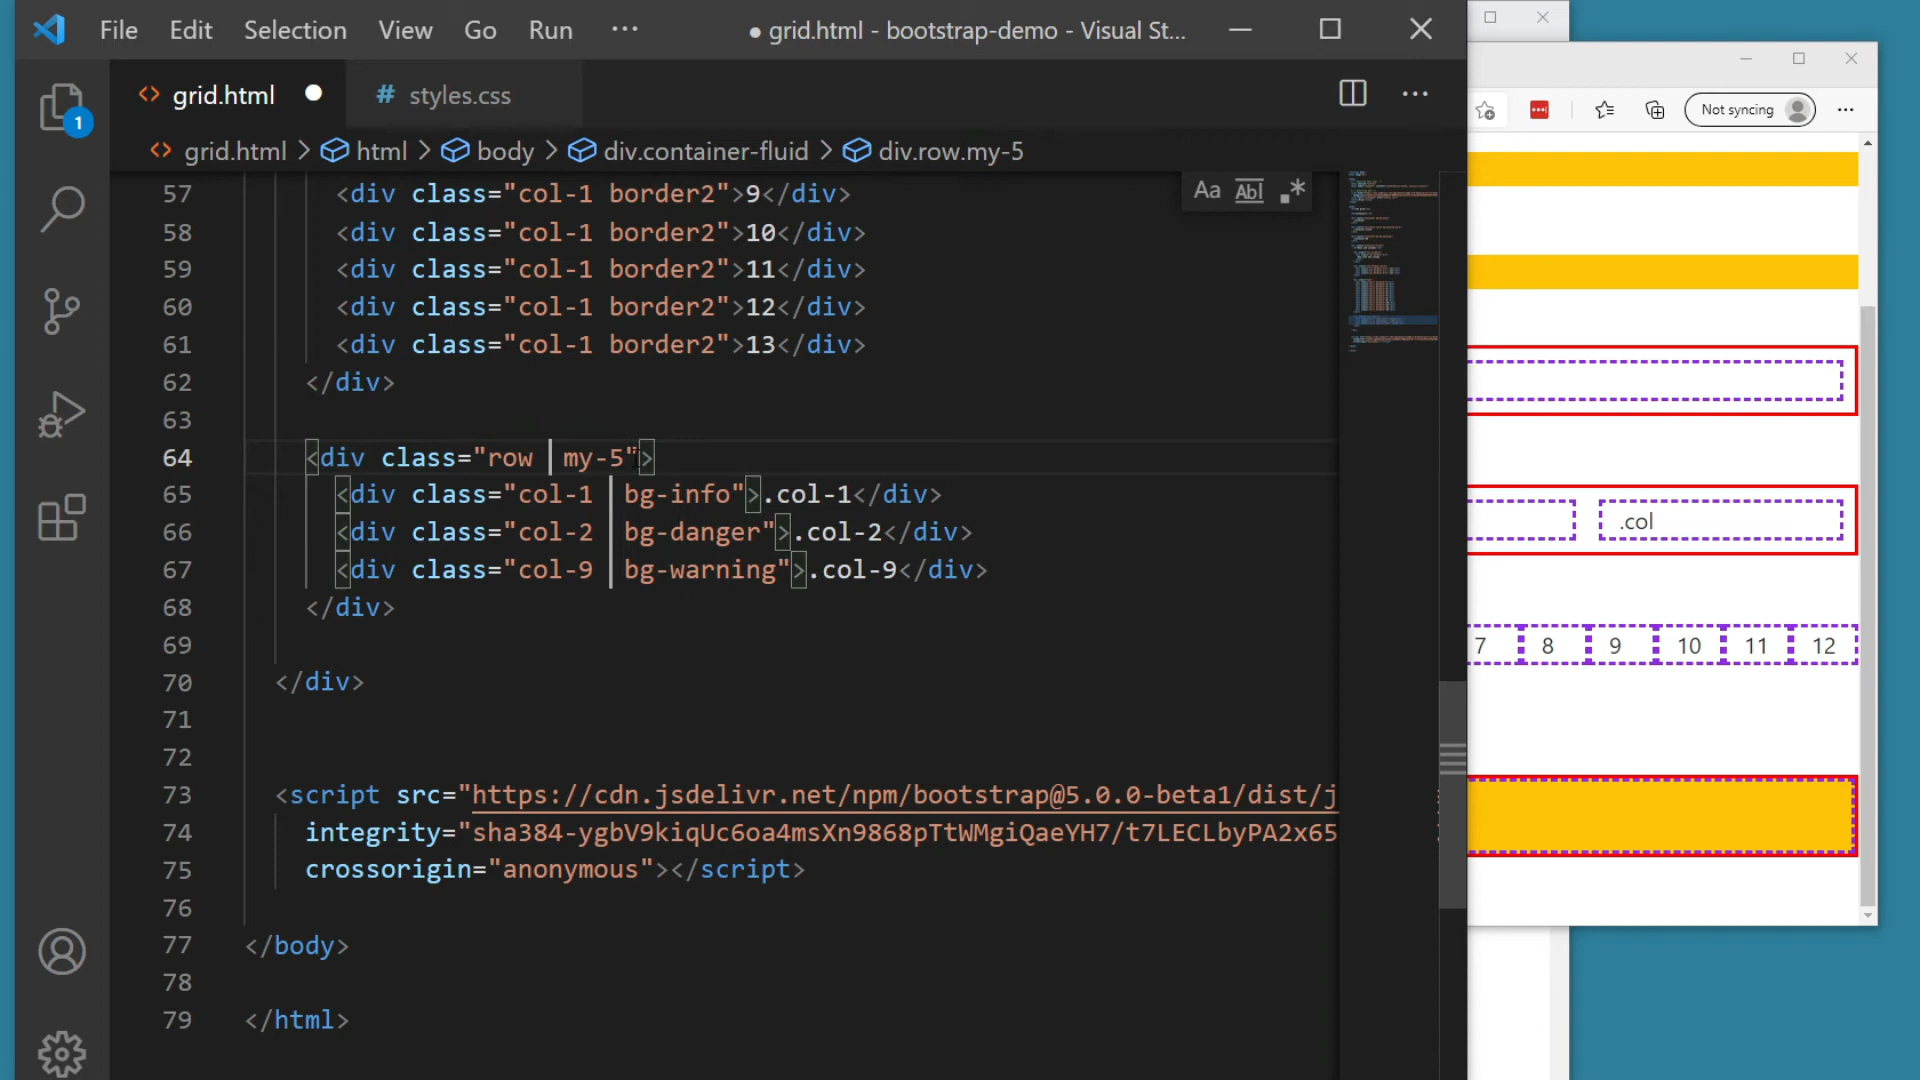 File Edit Selection View Go Run ···
● grid.html - bootstrap-demo - Visual St...
<> grid.html
# styles.css
<> grid.html > html > body > div.container-fluid > div.row.my-5
Aa Abl .*
57 <div class="col-1 border2">9</div>
58 <div class="col-1 border2">10</div>
59 <div class="col-1 border2">11</div>
60 <div class="col-1 border2">12</div>
61 <div class="col-1 border2">13</div>
62 </div>
63
64 <div class="row  my-5">
65 <div class="col-1  bg-info">.col-1</div>
66 <div class="col-2  bg-danger">.col-2</div>
67 <div class="col-9  bg-warning">.col-9</div>
68 </div>
69
70 </div>
71
72
73 <script src="https://cdn.jsdelivr.net/npm/bootstrap@5.0.0-beta1/dist/j
74 integrity="sha384-ygbV9kiqUc6oa4msXn9868pTtWMgiQaeYH7/t7LECLbyPA2x65
75 crossorigin="anonymous"></script>
76
77 </body>
78
79 </html>
1
Not syncing
.col
7 8 9 10 11 12